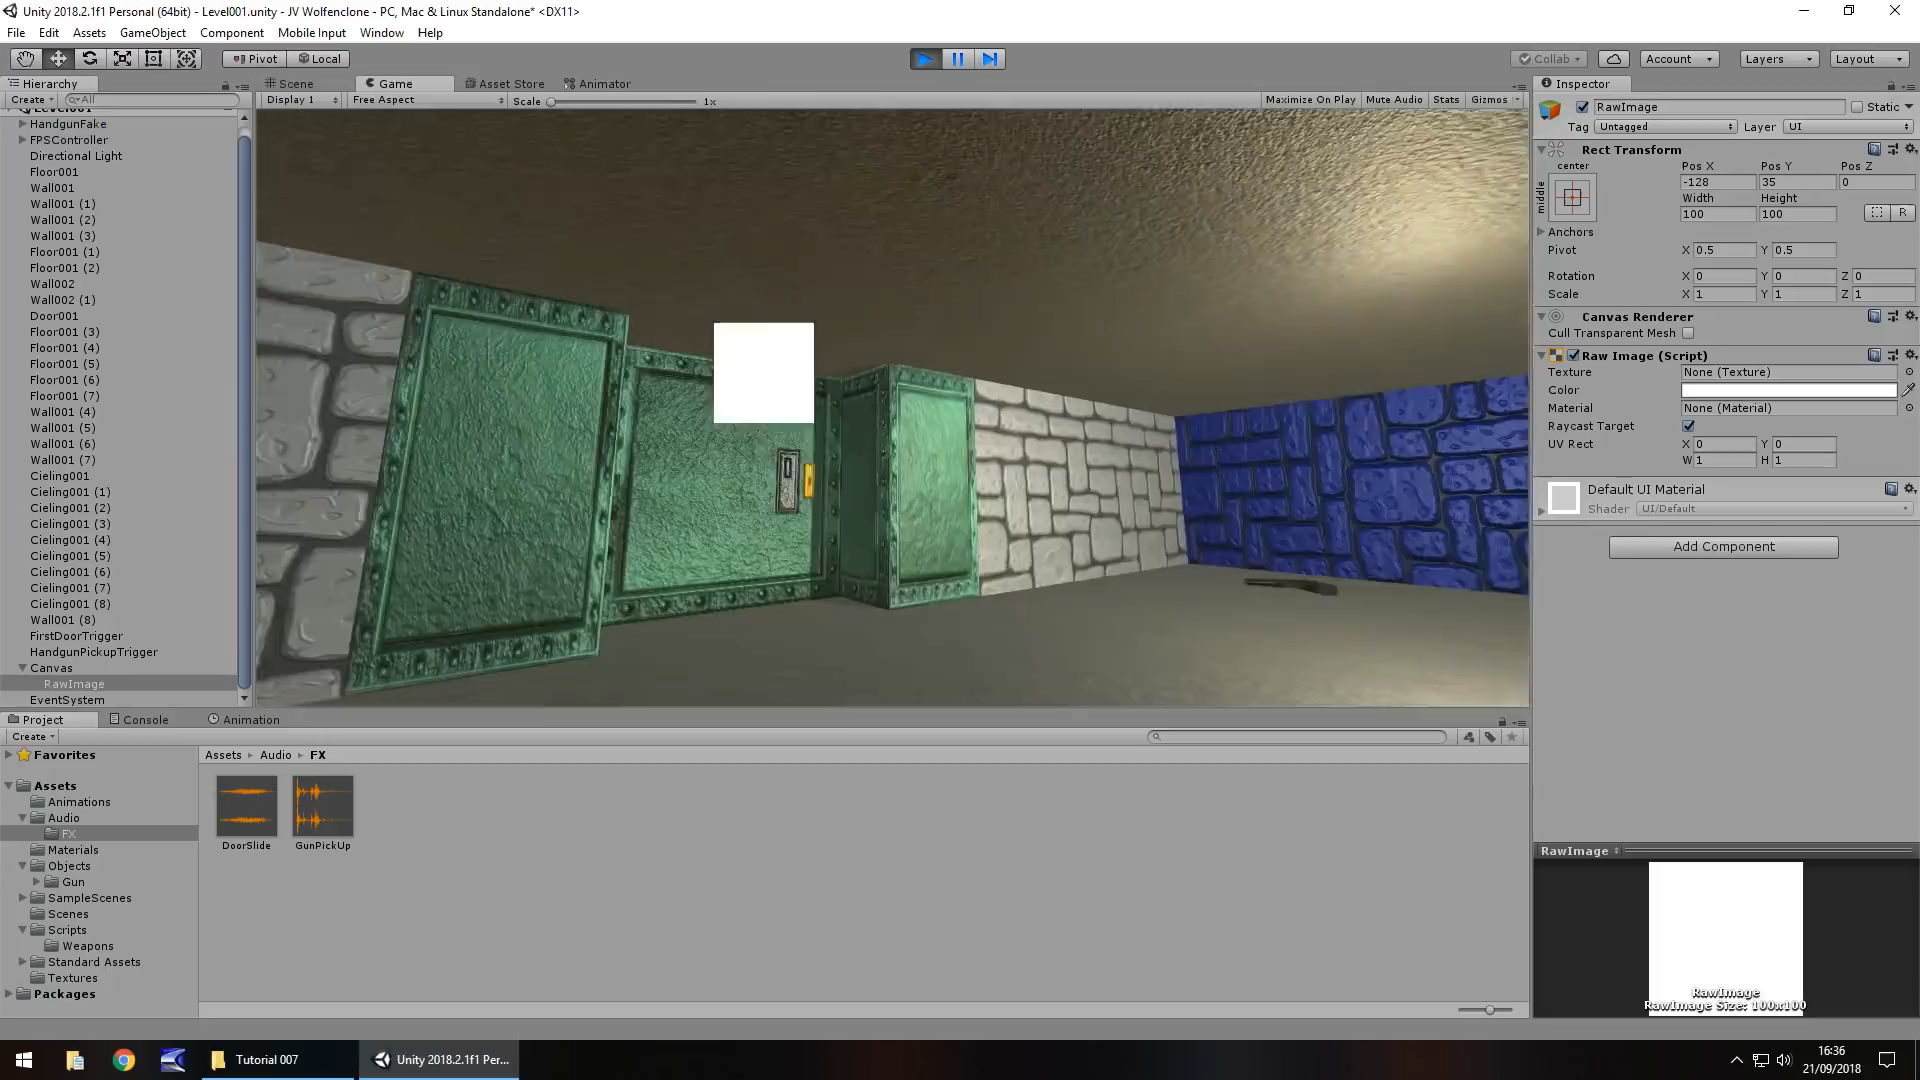 Unity 2018.2.1f1 Personal (64bit) - Level001.unity - JV Wolfenclone - PC, Mac & Linux Standalone* <DX11>
File Edit Assets GameObject Component Mobile Input Window Help
Pivot Local Collab Account Layers Layout
Hierarchy Scene Game Asset Store Animator Inspector
Create All Display 1 Free Aspect Scale 1x Maximize On Play Mute Audio Stats Gizmos
Level001
HandgunFake
FPSController
Directional Light
Floor001
Wall001
Wall001 (1)
Wall001 (2)
Wall001 (3)
Floor001 (1)
Floor001 (2)
Wall002
Wall002 (1)
Door001
Floor001 (3)
Floor001 (4)
Floor001 (5)
Floor001 (6)
Floor001 (7)
Wall001 (4)
Wall001 (5)
Wall001 (6)
Wall001 (7)
Cieling001
Cieling001 (1)
Cieling001 (2)
Cieling001 (3)
Cieling001 (4)
Cieling001 (5)
Cieling001 (6)
Cieling001 (7)
Cieling001 (8)
Wall001 (8)
FirstDoorTrigger
HandgunPickupTrigger
Canvas
RawImage
EventSystem
RawImage Static
Tag Untagged Layer UI
Rect Transform
center Pos X Pos Y Pos Z
middle -128 35 0
Width Height
100 100 R
Anchors
Pivot X 0.5 Y 0.5
Rotation X 0 Y 0 Z 0
Scale X 1 Y 1 Z 1
Canvas Renderer
Cull Transparent Mesh
Raw Image (Script)
Texture None (Texture)
Color
Material None (Material)
Raycast Target
UV Rect X 0 Y 0
W 1 H 1
Default UI Material
Shader UI/Default
Add Component
Project Console Animation
Create
Favorites
Assets
Animations
Audio
FX
Materials
Objects
Gun
SampleScenes
Scenes
Scripts
Weapons
Standard Assets
Textures
Packages
Assets Audio FX
DoorSlide GunPickUp
RawImage
RawImage
RawImage Size: 100x100
Tutorial 007 Unity 2018.2.1f1 Per...
16:36
21/09/2018